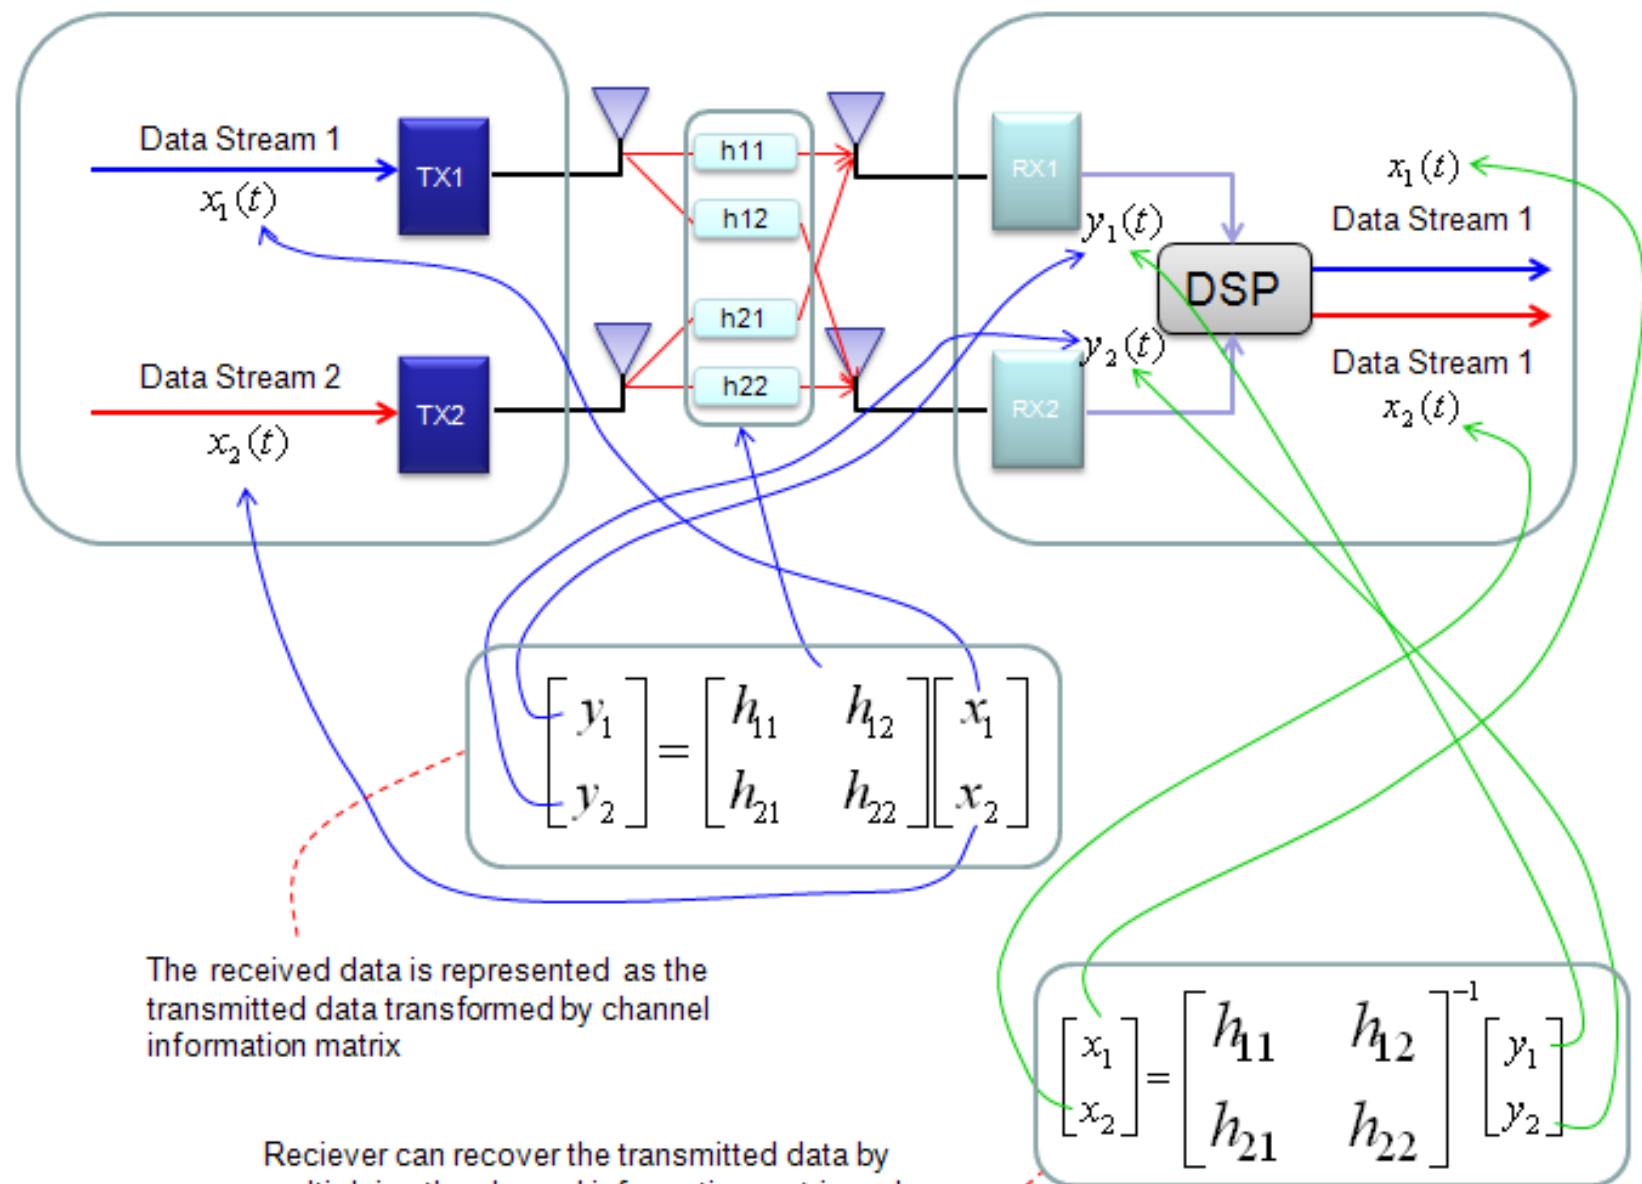 Data Stream 1
x₁(t)
TX1
Data Stream 2
x₂(t)
TX2
h11
h12
h21
h22
RX1
y₁(t)
y₂(t)
RX2
DSP
x₁(t)
Data Stream 1
Data Stream 1
x₂(t)
[y₁ y₂] = [h₁₁ h₁₂ h₂₁ h₂₂] [x₁ x₂]
The received data is represented as the
transmitted data transformed by channel
information matrix
[x₁ x₂] = [h₁₁ h₁₂ h₂₁ h₂₂]⁻¹ [y₁ y₂]
Reciever can recover the transmitted data by